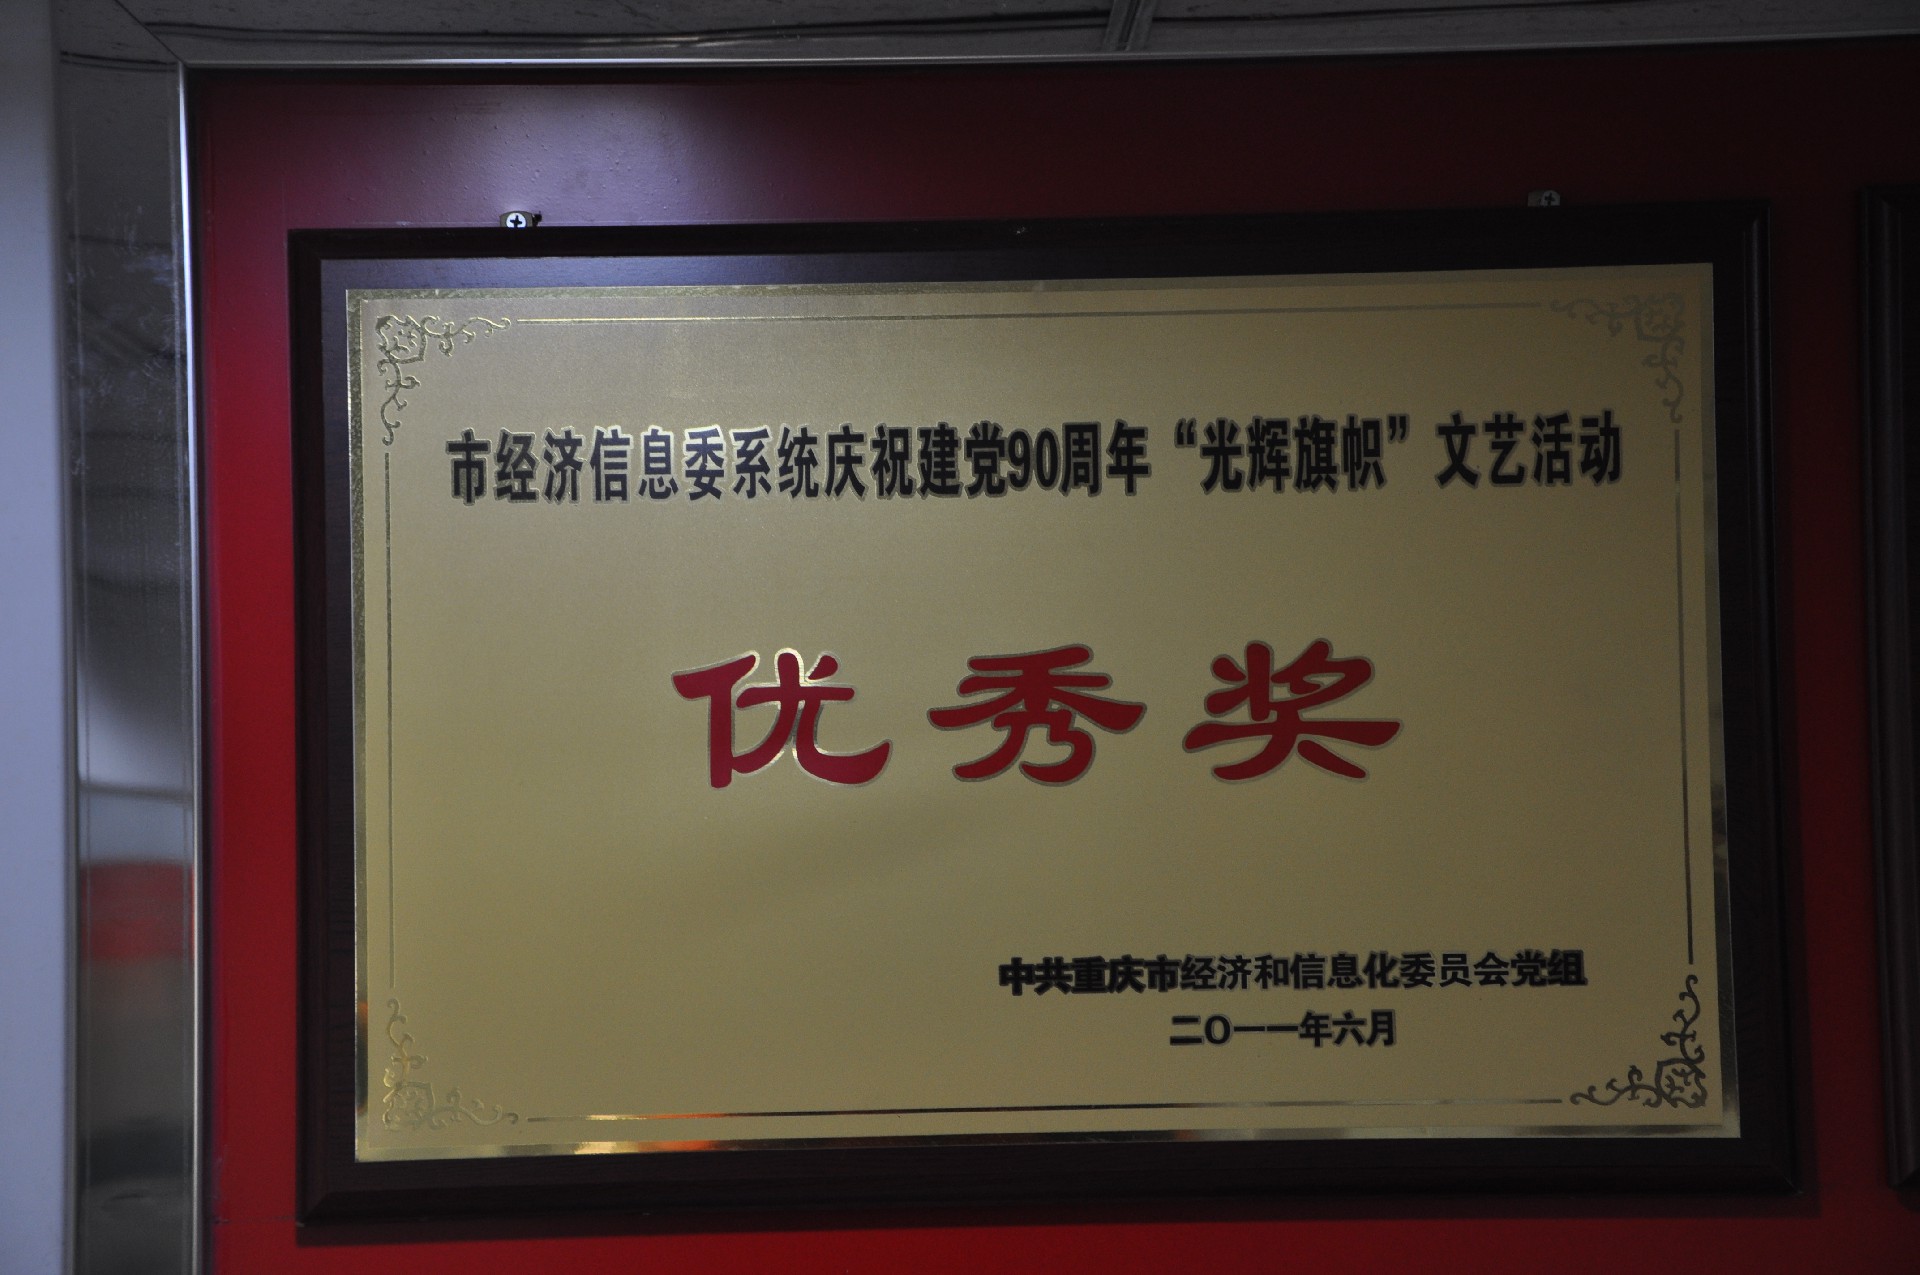 市经济信息委系统庆祝建党90周年“光辉旗帜”文艺活动
优秀奖
中共重庆市经济和信息化委员会党组
二〇一一年六月